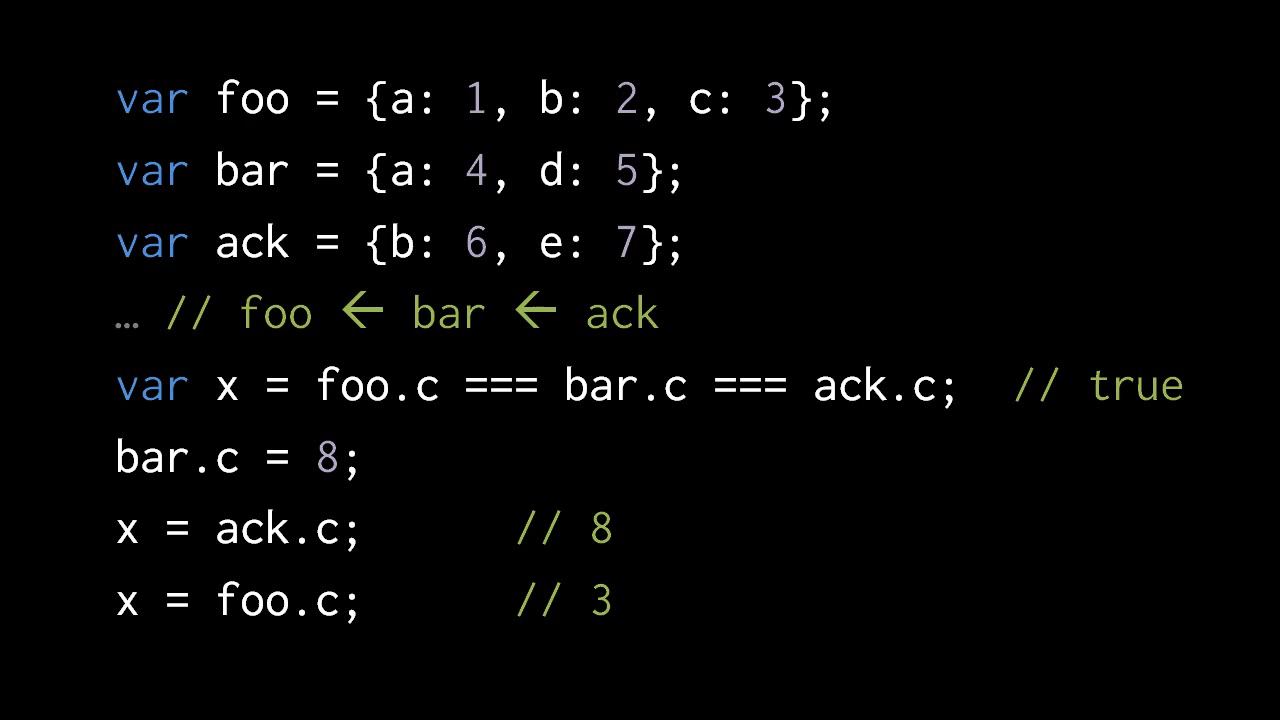 var foo = {a: 1, b: 2, c: 3};
var bar = {a: 4, d: 5};
var ack = {b: 6, e: 7};
… // foo ← bar ← ack
var x = foo.c === bar.c === ack.c;  // true
bar.c = 8;
x = ack.c;      // 8
x = foo.c;      // 3